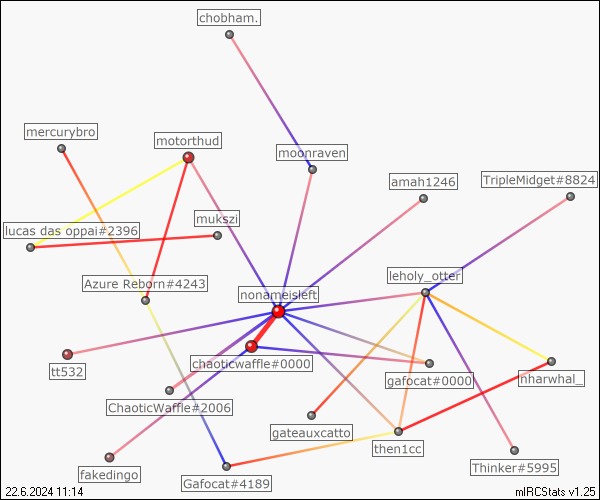 chobham.
mercurybro
motorthud
moonraven
amah1246
TripleMidget#8824
mukszi
lucas das oppai#2396
leholy_otter
Azure Reborn#4243
nonameisleft
chaoticwaffle#0000
tt532
gafocat#0000
nharwhal_
ChaoticWaffle#2006
gateauxcatto
then1cc
fakedingo
Thinker#5995
Gafocat#4189
22.6.2024 11:14
mIRCStats v1.25